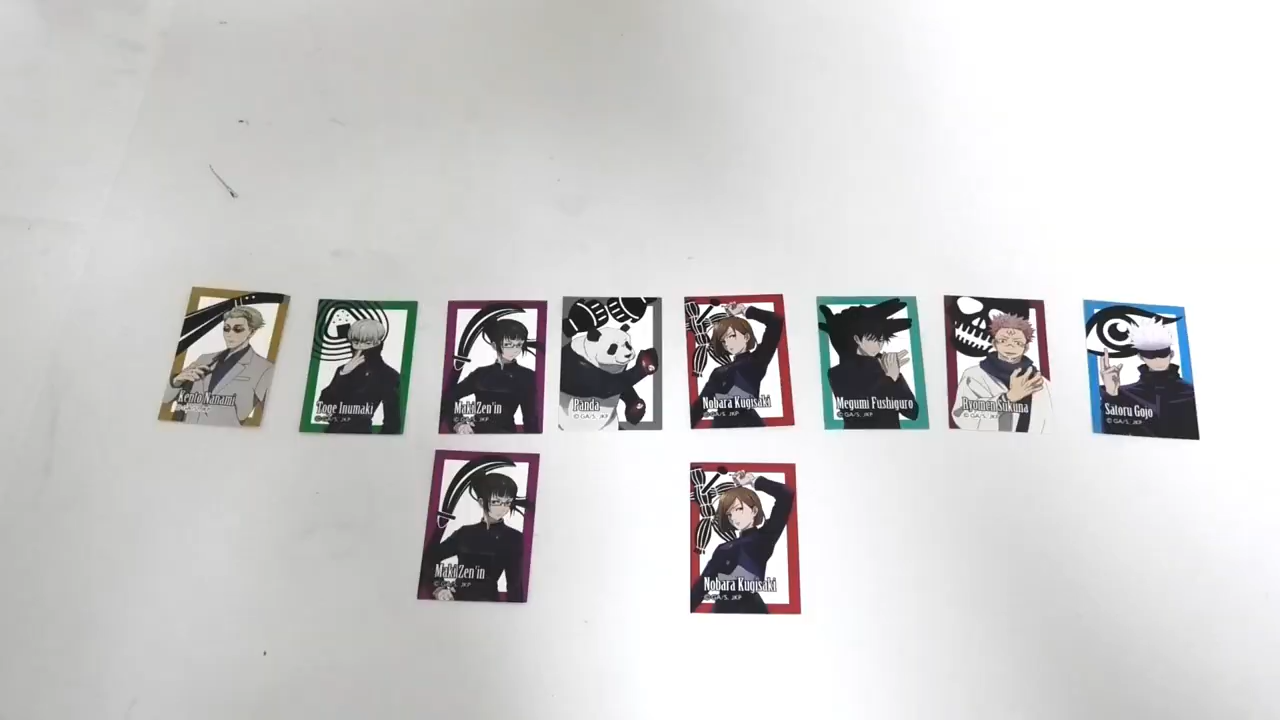 Kento Nanami
© GA/S, JKP
Toge Inumaki
© GA/S, JKP
Maki Zen'in
© GA/S, JKP
Panda
© GA/S, JKP
Nobara Kugisaki
© GA/S, JKP
Megumi Fushiguro
© GA/S, JKP
Ryomen Sukuna
© GA/S, JKP
Satoru Gojo
© GA/S, JKP
Maki Zen'in
© GA/S, JKP
Nobara Kugisaki
© GA/S, JKP